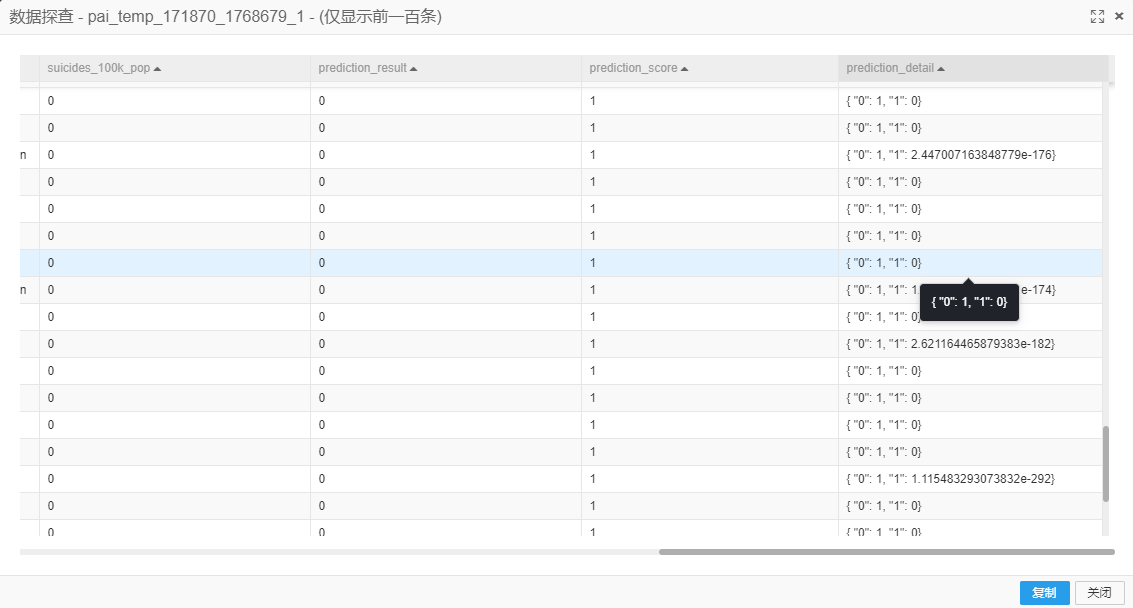 数据探查 - pai_temp_171870_1768679_1 - (仅显示前一百条)
suicides_100k_pop prediction_result prediction_score prediction_detail
0 0 1 { "0": 1, "1": 0}
0 0 1 { "0": 1, "1": 0}
n 0 0 1 { "0": 1, "1": 2.447007163848779e-176}
0 0 1 { "0": 1, "1": 0}
0 0 1 { "0": 1, "1": 0}
0 0 1 { "0": 1, "1": 0}
0 0 1 { "0": 1, "1": 0}
n 0 0 1 { "0": 1, "1": 1. e-174}
{ "0": 1, "1": 0}
0 0 1 { "0": 1, "1": 0}
0 0 1 { "0": 1, "1": 2.621164465879383e-182}
0 0 1 { "0": 1, "1": 0}
0 0 1 { "0": 1, "1": 0}
0 0 1 { "0": 1, "1": 0}
0 0 1 { "0": 1, "1": 0}
0 0 1 { "0": 1, "1": 1.115483293073832e-292}
0 0 1 { "0": 1, "1": 0}
0 0 1 { "0": 1, "1": 0}
复制 关闭